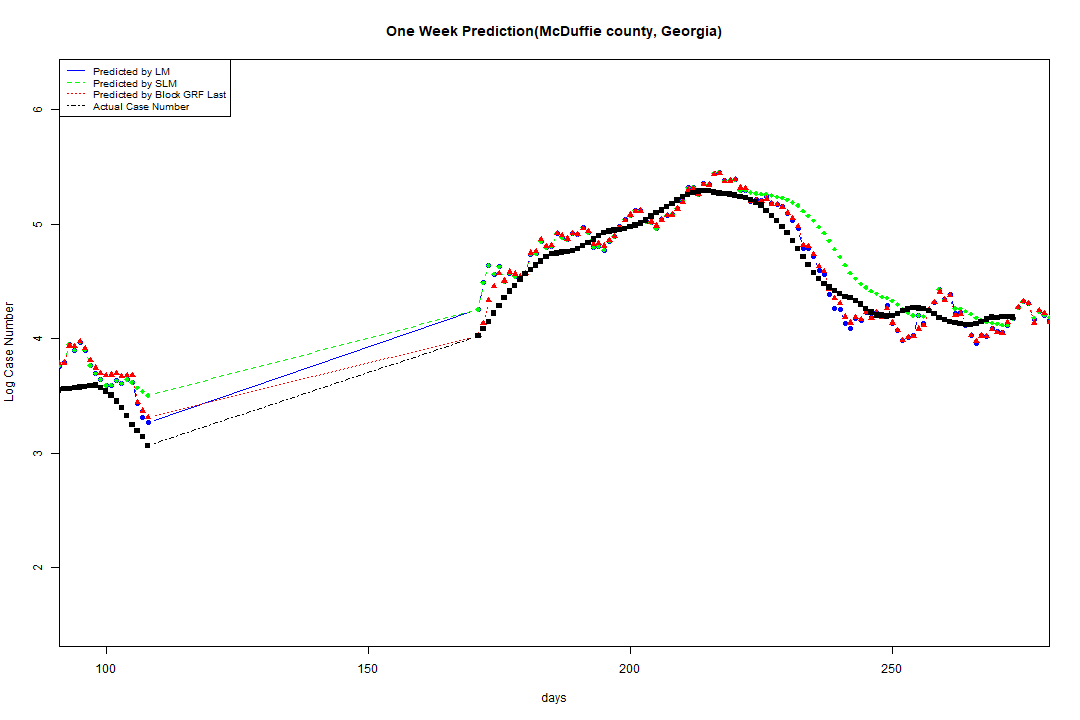 One Week Prediction(McDuffie county, Georgia)
Predicted by LM
Predicted by SLM
Predicted by Block GRF Last
Actual Case Number
6
5
4
3
2
Log Case Number
100 150 200 250
days